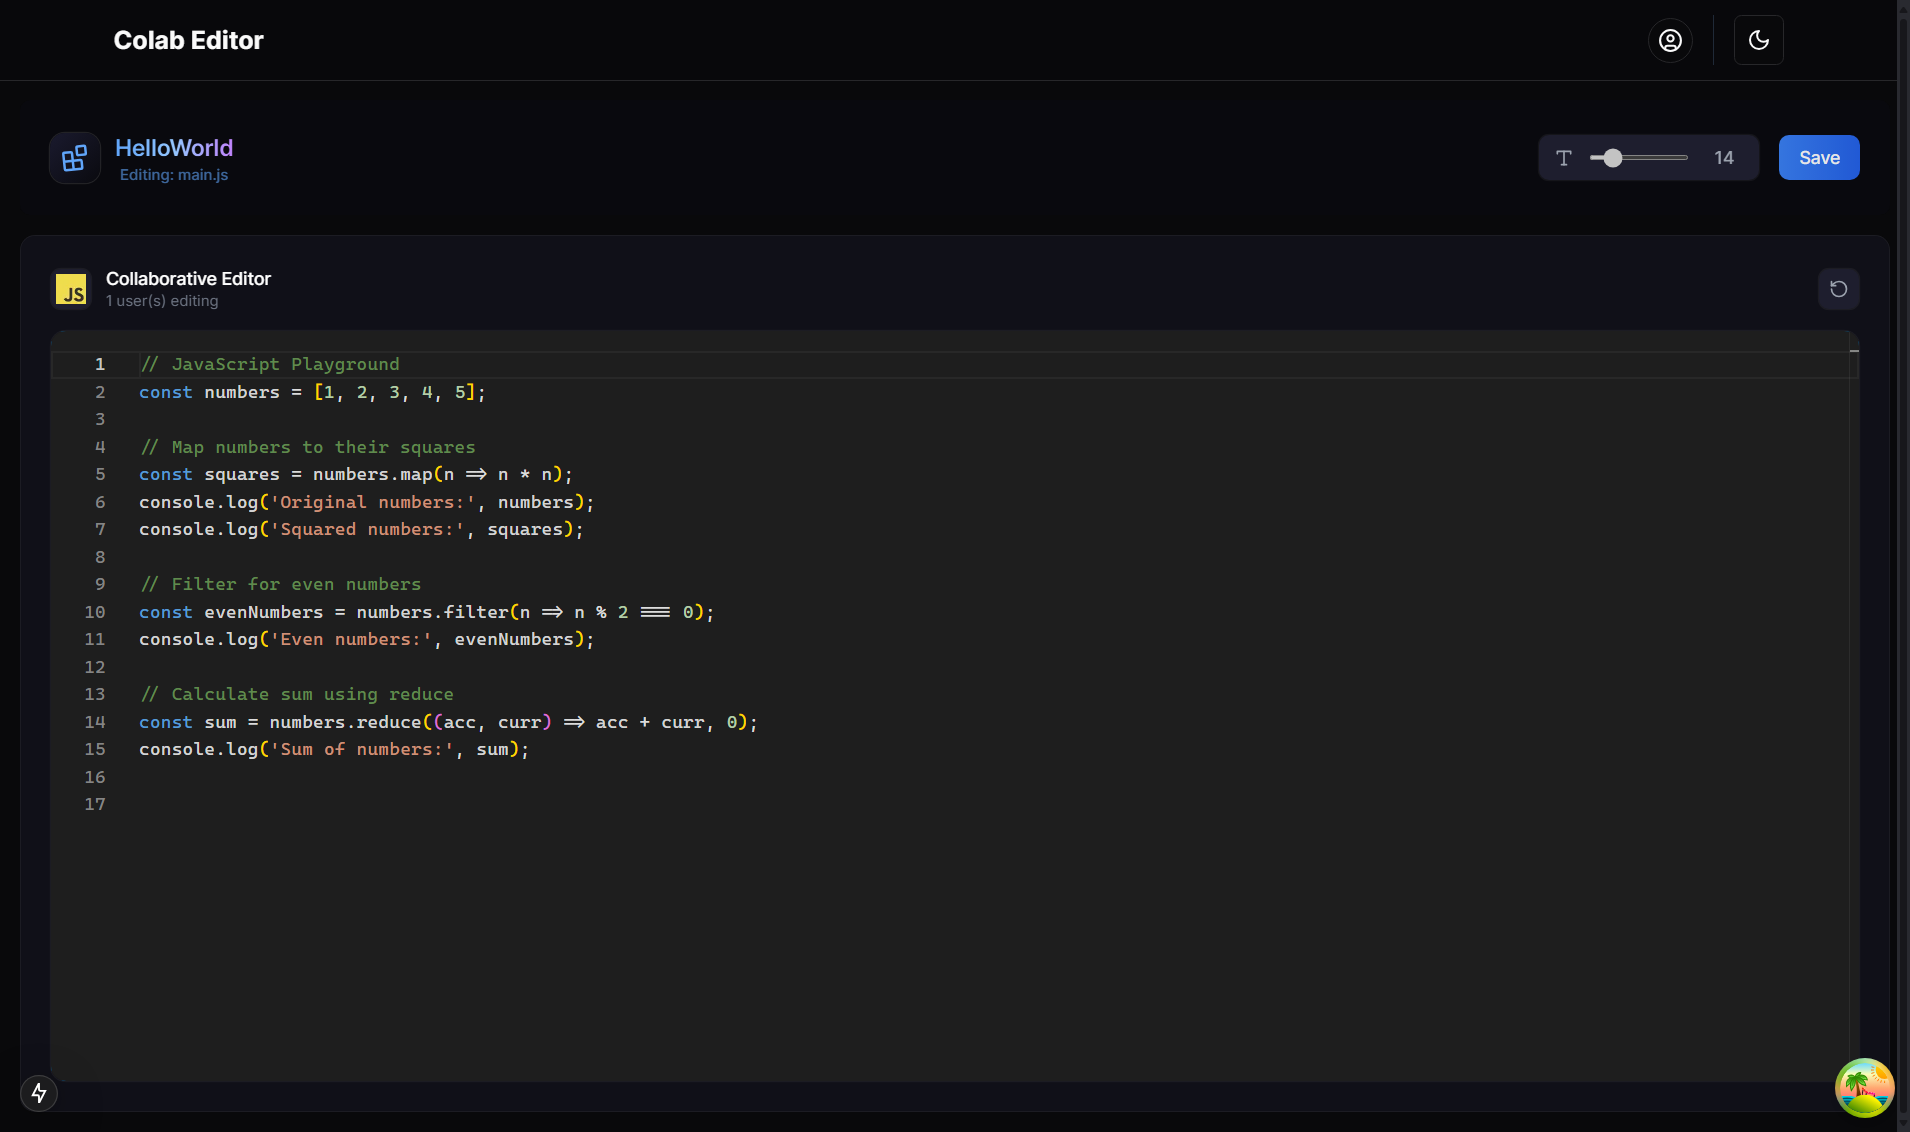 Colab Editor
HelloWorld
Editing: main.js
14
Save
JS
Collaborative Editor
1 user(s) editing
1 // JavaScript Playground
2 const numbers = [1, 2, 3, 4, 5];
3
4 // Map numbers to their squares
5 const squares = numbers.map(n => n * n);
6 console.log('Original numbers:', numbers);
7 console.log('Squared numbers:', squares);
8
9 // Filter for even numbers
10 const evenNumbers = numbers.filter(n => n % 2 === 0);
11 console.log('Even numbers:', evenNumbers);
12
13 // Calculate sum using reduce
14 const sum = numbers.reduce((acc, curr) => acc + curr, 0);
15 console.log('Sum of numbers:', sum);
16
17